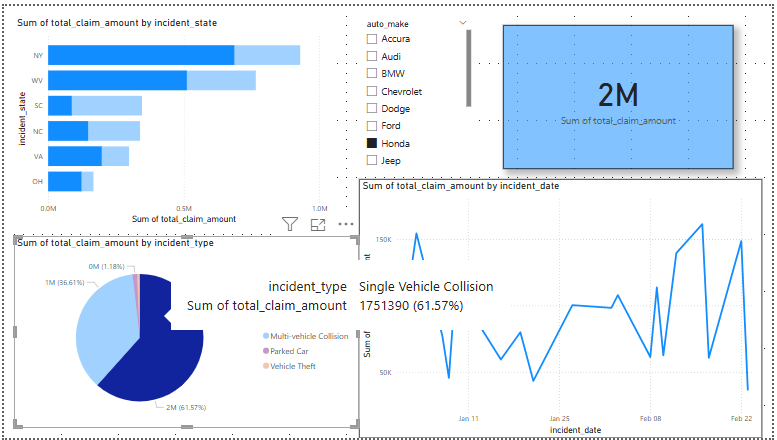 Sum of total_claim_amount by incident_state
NY
WV
SC
NC
VA
OH
incident_state
0.0M 0.5M 1.0M
Sum of total_claim_amount
auto_make
Accura
Audi
BMW
Chevrolet
Dodge
Ford
Honda
Jeep
2M
Sum of total_claim_amount
Sum of total_claim_amount by incident_type
0M (1.18%)
1M (36.61%)
2M (61.57%)
Multi-vehicle Collision
Parked Car
Vehicle Theft
incident_type Single Vehicle Collision
Sum of total_claim_amount 1751390 (61.57%)
Sum of total_claim_amount by incident_date
150K
50K
Sum of
nt
Jan 11 Jan 25 Feb 08 Feb 22
incident_date